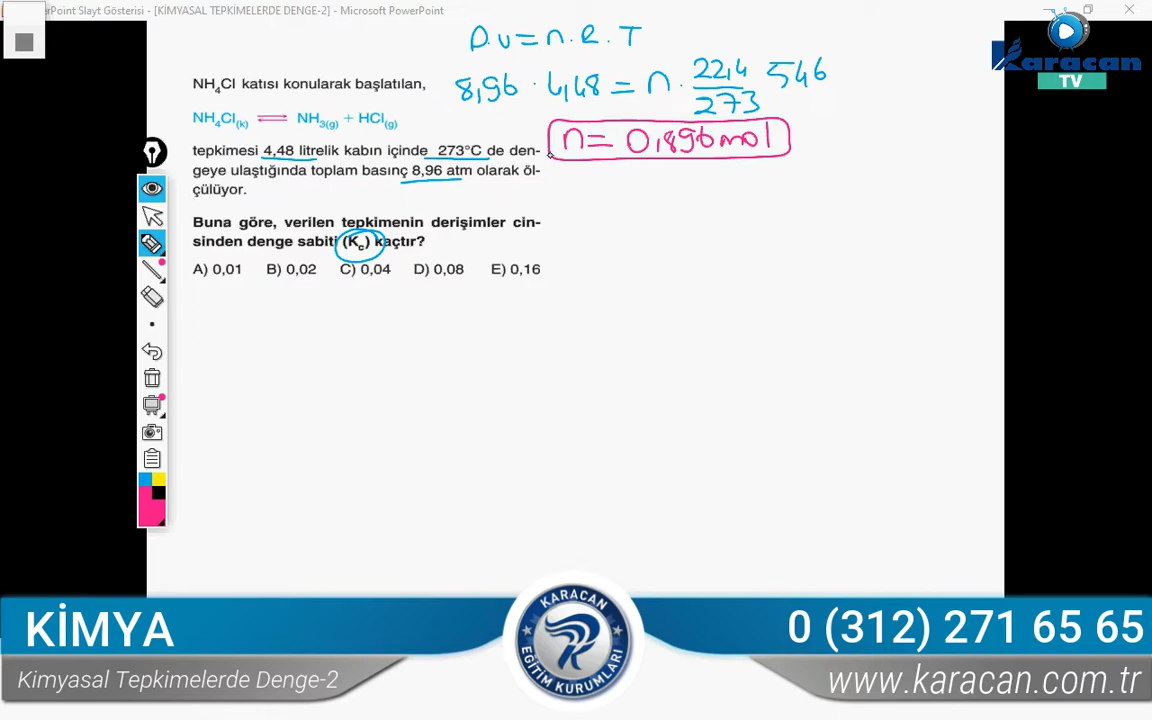 PointPoint Slayt Gösterisi - [KİMYASAL TEPKİMELERDE DENGE-2] - Microsoft PowerPoint
Karacan
TV
P.V=n.R.T
8,96 . 4,48 = n . 22,4/273 546
n= 0,896mol
NH4Cl katısı konularak başlatılan,
NH4Cl(k) ⇌ NH3(g) + HCl(g)
tepkimesi 4,48 litrelik kabın içinde 273°C de den-
geye ulaştığında toplam basınç 8,96 atm olarak öl-
çülüyor.
Buna göre, verilen tepkimenin derişimler cin-
sinden denge sabiti (Kc) kaçtır?
A) 0,01 B) 0,02 C) 0,04 D) 0,08 E) 0,16
KİMYA
Kimyasal Tepkimelerde Denge-2
KARACAN
EĞİTİM KURUMLARI
0 (312) 271 65 65
www.karacan.com.tr